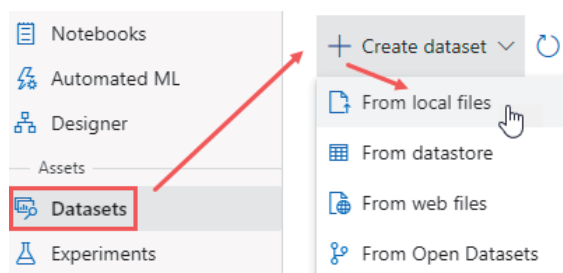 Notebooks
Automated ML
Designer
Assets
Datasets
Experiments
Create dataset
From local files
From datastore
From web files
From Open Datasets